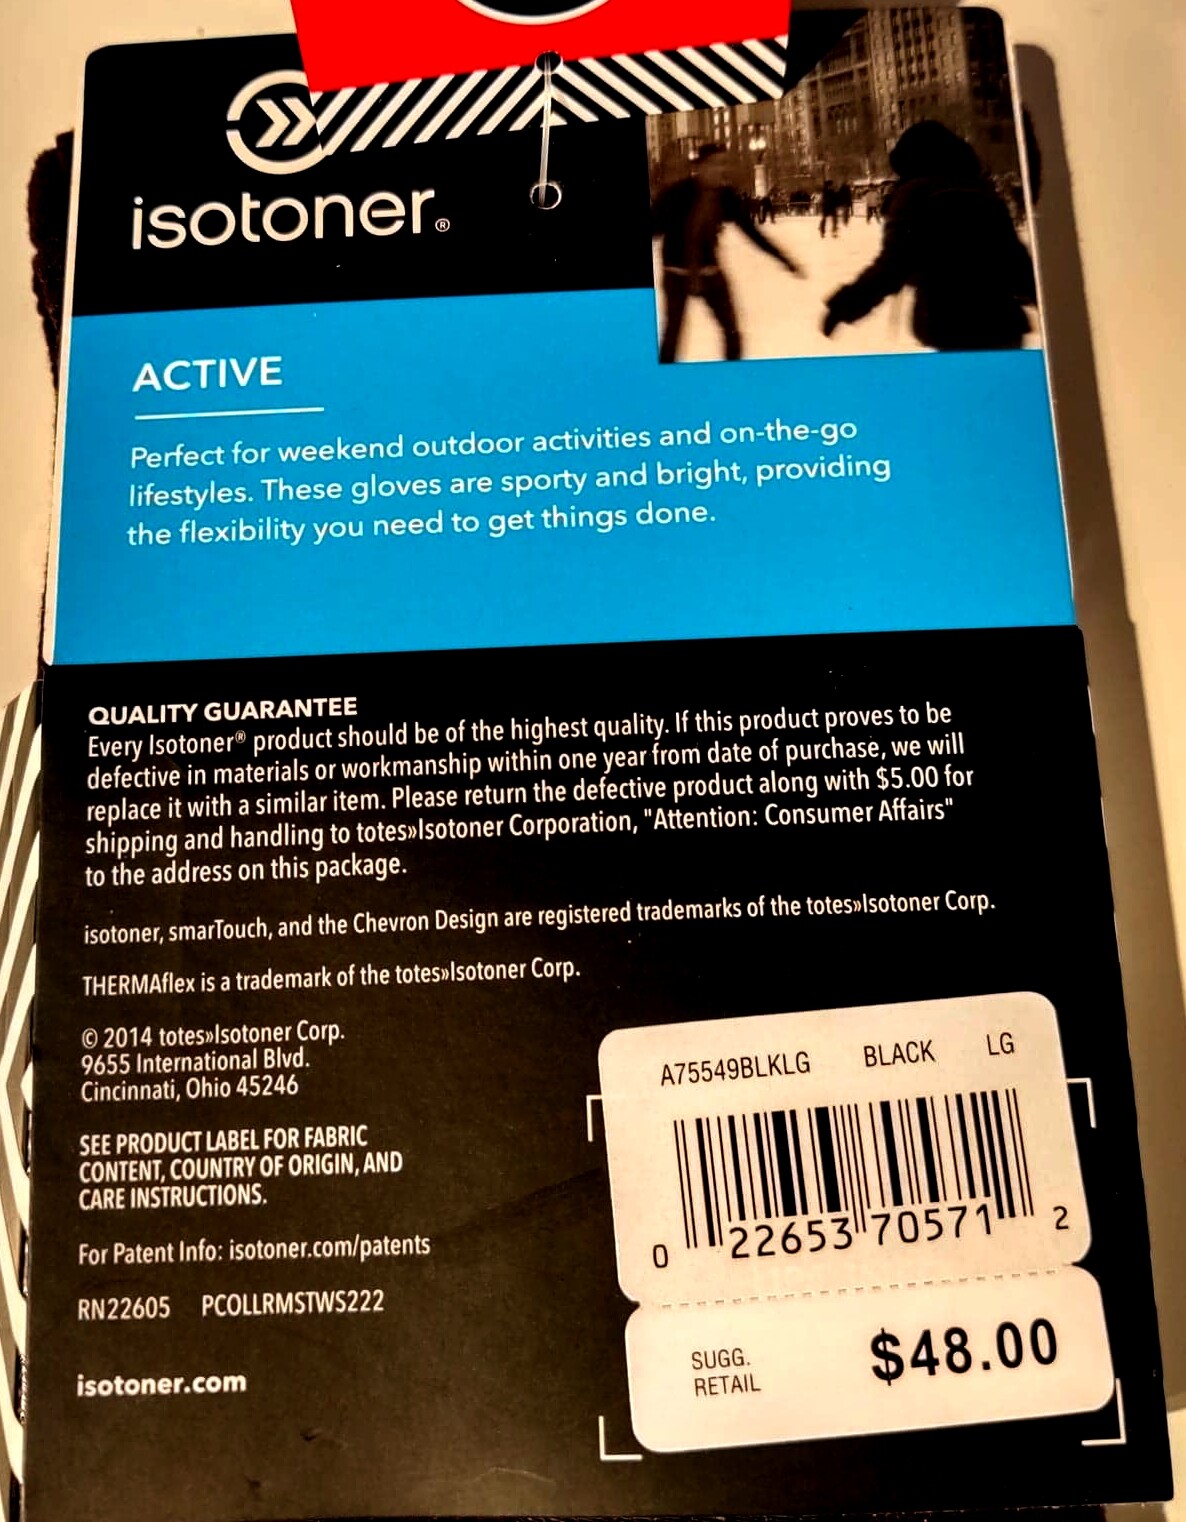 isotoner®
ACTIVE
Perfect for weekend outdoor activities and on-the-go
lifestyles. These gloves are sporty and bright, providing
the flexibility you need to get things done.
QUALITY GUARANTEE
Every Isotoner® product should be of the highest quality. If this product proves to be
defective in materials or workmanship within one year from date of purchase, we will
replace it with a similar item. Please return the defective product along with $5.00 for
shipping and handling to totes»Isotoner Corporation, "Attention: Consumer Affairs"
to the address on this package.
isotoner, smarTouch, and the Chevron Design are registered trademarks of the totes»Isotoner Corp.
THERMAflex is a trademark of the totes»Isotoner Corp.
© 2014 totes»Isotoner Corp.
9655 International Blvd.
Cincinnati, Ohio 45246
SEE PRODUCT LABEL FOR FABRIC
CONTENT, COUNTRY OF ORIGIN, AND
CARE INSTRUCTIONS.
For Patent Info: isotoner.com/patents
RN22605 PCOLLRMSTWS222
isotoner.com
A75549BLKLG BLACK LG
0 22653 70571 2
SUGG. $48.00
RETAIL